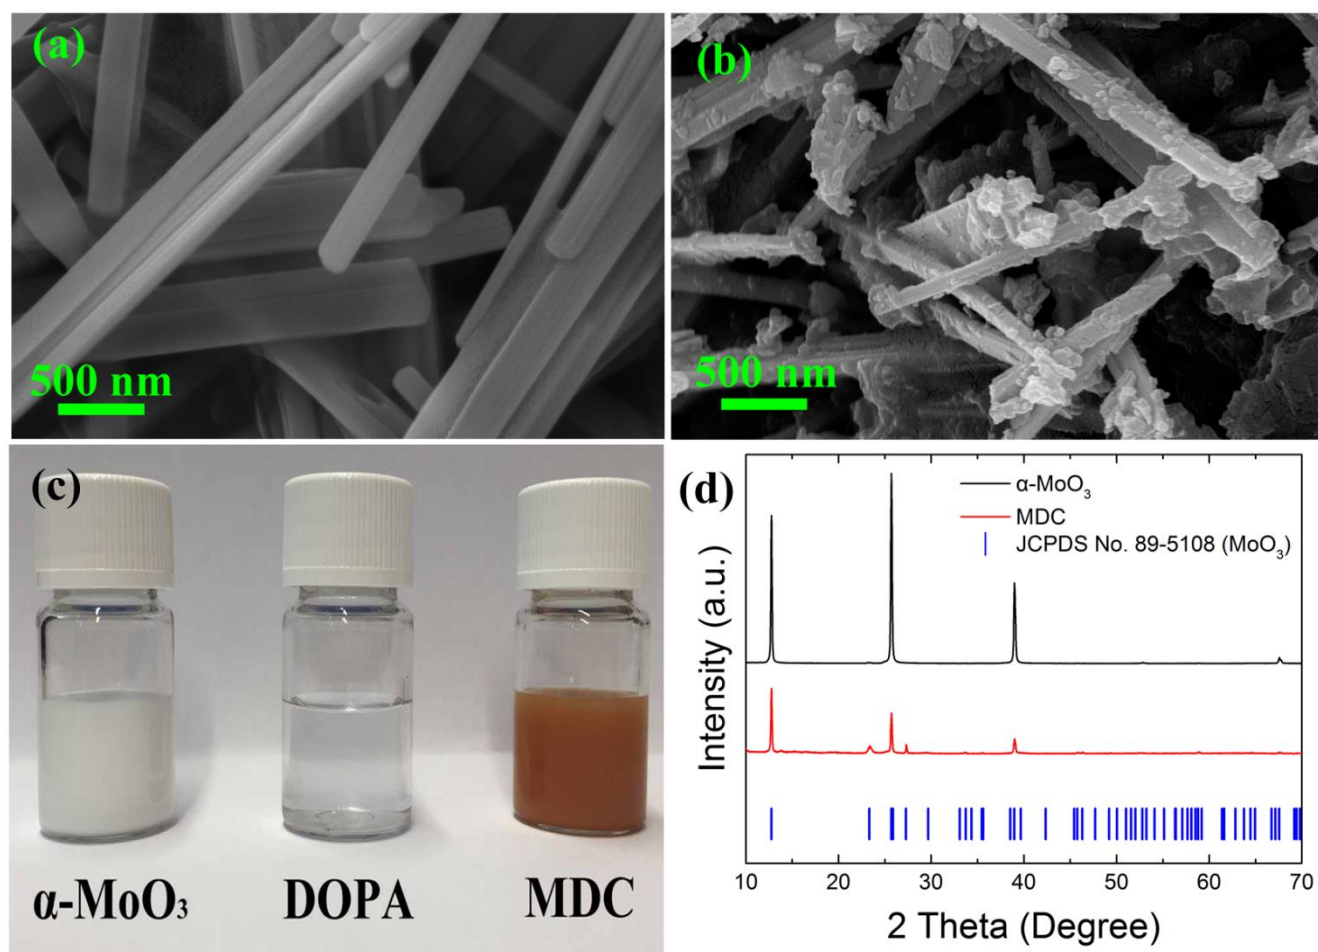 (a)
500 nm
(b)
500 nm
(c)
α-MoO₃
DOPA
MDC
(d)
α-MoO₃
MDC
JCPDS No. 89-5108 (MoO₃)
Intensity (a.u.)
10 20 30 40 50 60 70
2 Theta (Degree)